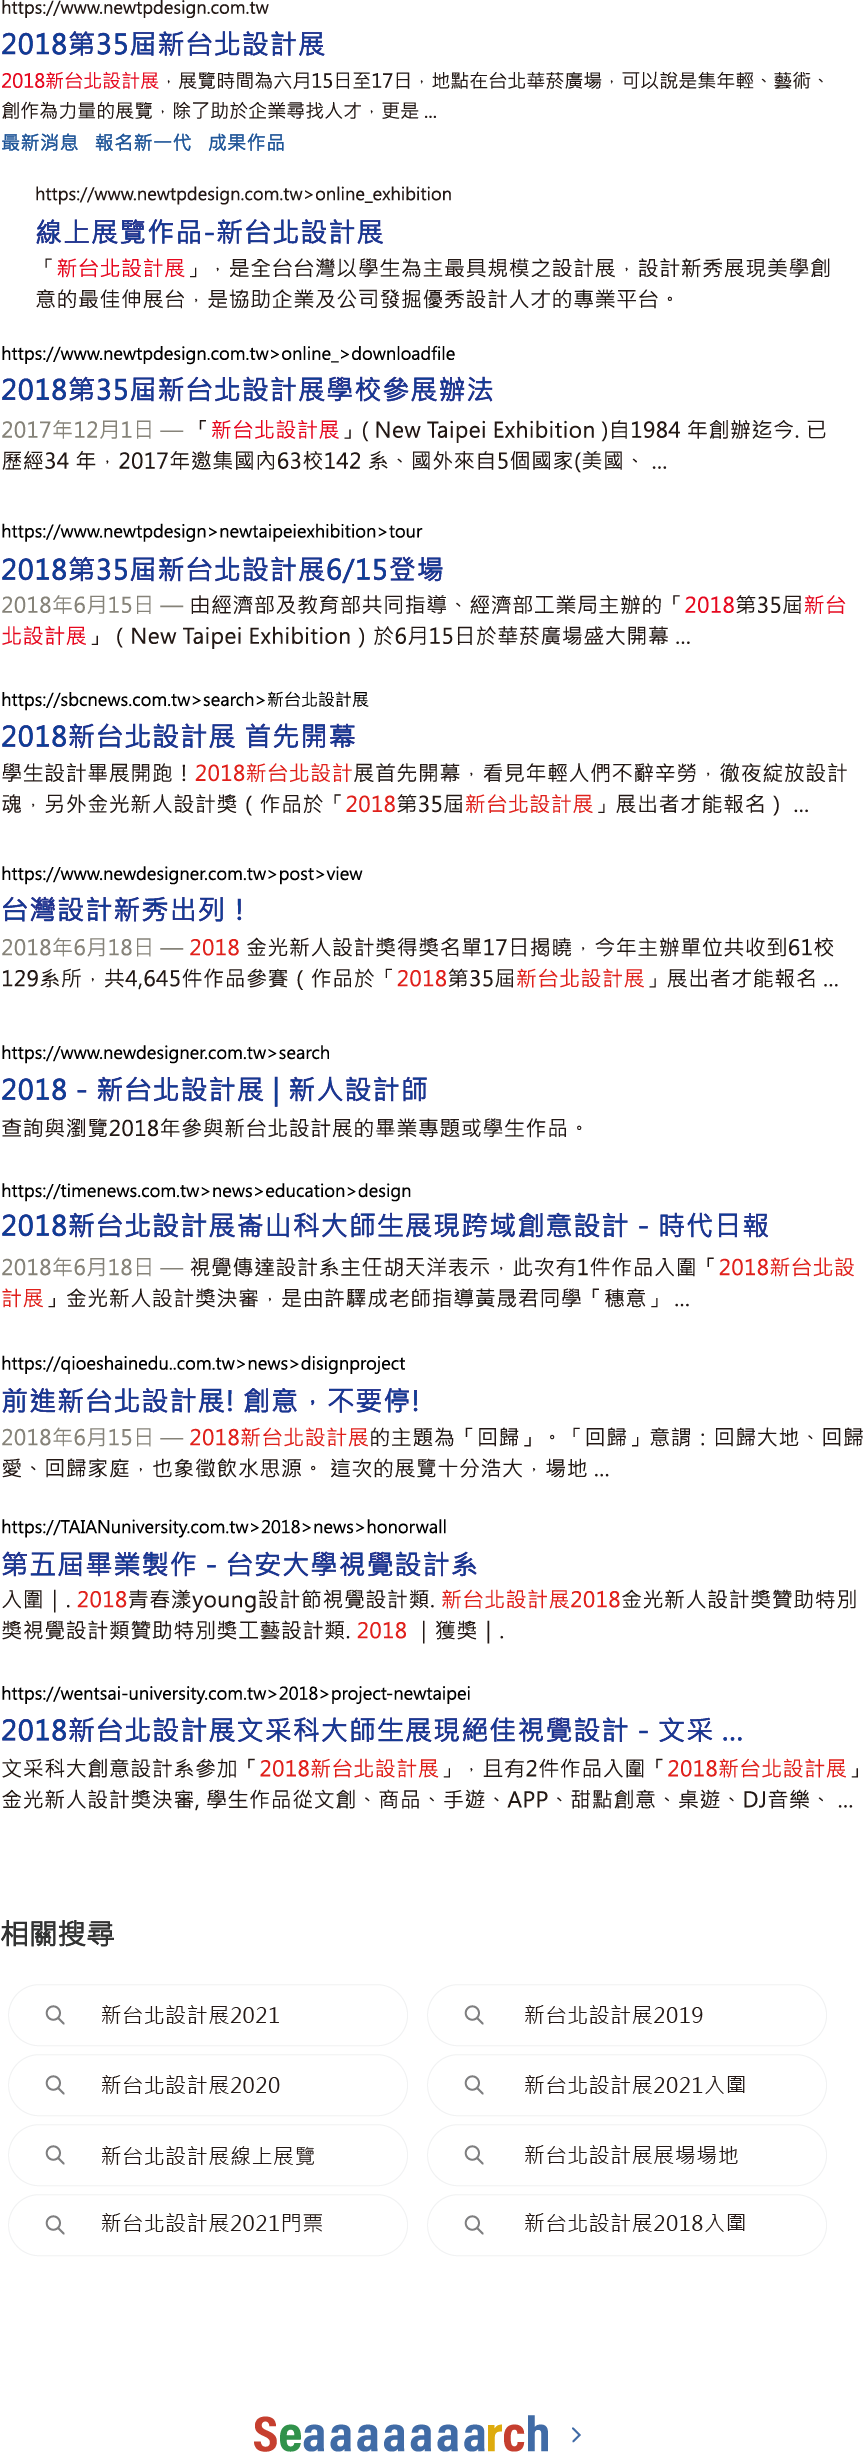 https://www.newtpdesign.com.tw
2018第35屆新台北設計展
2018新台北設計展，展覽時間為六月15日至17日，地點在台北華菸廣場，可以說是集年輕、藝術、
創作為力量的展覽，除了助於企業尋找人才，更是 ...
最新消息 報名新一代 成果作品
https://www.newtpdesign.com.tw>online_exhibition
線上展覽作品-新台北設計展
「新台北設計展」，是全台台灣以學生為主最具規模之設計展，設計新秀展現美學創
意的最佳伸展台，是協助企業及公司發掘優秀設計人才的專業平台。
https://www.newtpdesign.com.tw>online_>downloadfile
2018第35屆新台北設計展學校參展辦法
2017年12月1日 — 「新台北設計展」( New Taipei Exhibition )自1984 年創辦迄今. 已
歷經34 年，2017年邀集國內63校142 系、國外來自5個國家(美國、 ...
https://www.newtpdesign>newtaipeiexhibition>tour
2018第35屆新台北設計展6/15登場
2018年6月15日 — 由經濟部及教育部共同指導、經濟部工業局主辦的「2018第35屆新台
北設計展」 ( New Taipei Exhibition ) 於6月15日於華菸廣場盛大開幕 ...
https://sbcnews.com.tw>search>新台北設計展
2018新台北設計展 首先開幕
學生設計畢展開跑！2018新台北設計展首先開幕，看見年輕人們不辭辛勞，徹夜綻放設計
魂，另外金光新人設計獎 ( 作品於「2018第35屆新台北設計展」展出者才能報名 ) ...
https://www.newdesigner.com.tw>post>view
台灣設計新秀出列！
2018年6月18日 — 2018 金光新人設計獎得獎名單17日揭曉，今年主辦單位共收到61校
129系所，共4,645件作品參賽 ( 作品於「2018第35屆新台北設計展」展出者才能報名 ...
https://www.newdesigner.com.tw>search
2018 - 新台北設計展 | 新人設計師
查詢與瀏覽2018年參與新台北設計展的畢業專題或學生作品。
https://timenews.com.tw>news>education>design
2018新台北設計展崙山科大師生展現跨域創意設計 - 時代日報
2018年6月18日 — 視覺傳達設計系主任胡天洋表示，此次有1件作品入圍「2018新台北設
計展」金光新人設計獎決審，是由許驛成老師指導黃晟君同學「穗意」 ...
https://qioeshainedu..com.tw>news>disignproject
前進新台北設計展! 創意，不要停!
2018年6月15日 — 2018新台北設計展的主題為「回歸」。「回歸」意謂：回歸大地、回歸
愛、回歸家庭，也象徵飲水思源。 這次的展覽十分浩大，場地 ...
https://TAIANuniversity.com.tw>2018>news>honorwall
第五屆畢業製作 - 台安大學視覺設計系
入圍｜. 2018青春漾young設計節視覺設計類. 新台北設計展2018金光新人設計獎贊助特別
獎視覺設計類贊助特別獎工藝設計類. 2018 ｜獲獎｜.
https://wentsai-university.com.tw>2018>project-newtaipei
2018新台北設計展文采科大師生展現絕佳視覺設計 - 文采 ...
文采科大創意設計系參加「2018新台北設計展」，且有2件作品入圍「2018新台北設計展」
金光新人設計獎決審, 學生作品從文創、商品、手遊、APP、甜點創意、桌遊、DJ音樂、 ...
相關搜尋
新台北設計展2021
新台北設計展2019
新台北設計展2020
新台北設計展2021入圍
新台北設計展線上展覽
新台北設計展展場場地
新台北設計展2021門票
新台北設計展2018入圍
Seaaaaaaarch >